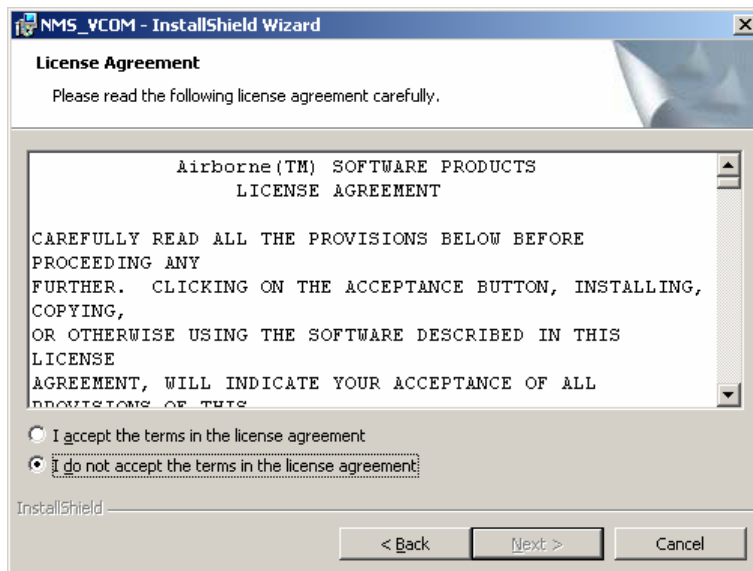 NMS_VCOM - InstallShield Wizard
License Agreement
Please read the following license agreement carefully.
Airborne(TM) SOFTWARE PRODUCTS
LICENSE AGREEMENT
CAREFULLY READ ALL THE PROVISIONS BELOW BEFORE
PROCEEDING ANY
FURTHER.  CLICKING ON THE ACCEPTANCE BUTTON, INSTALLING,
COPYING,
OR OTHERWISE USING THE SOFTWARE DESCRIBED IN THIS
LICENSE
AGREEMENT, WILL INDICATE YOUR ACCEPTANCE OF ALL
PROVISIONS OF THIS
I accept the terms in the license agreement
I do not accept the terms in the license agreement
InstallShield
< Back
Next >
Cancel